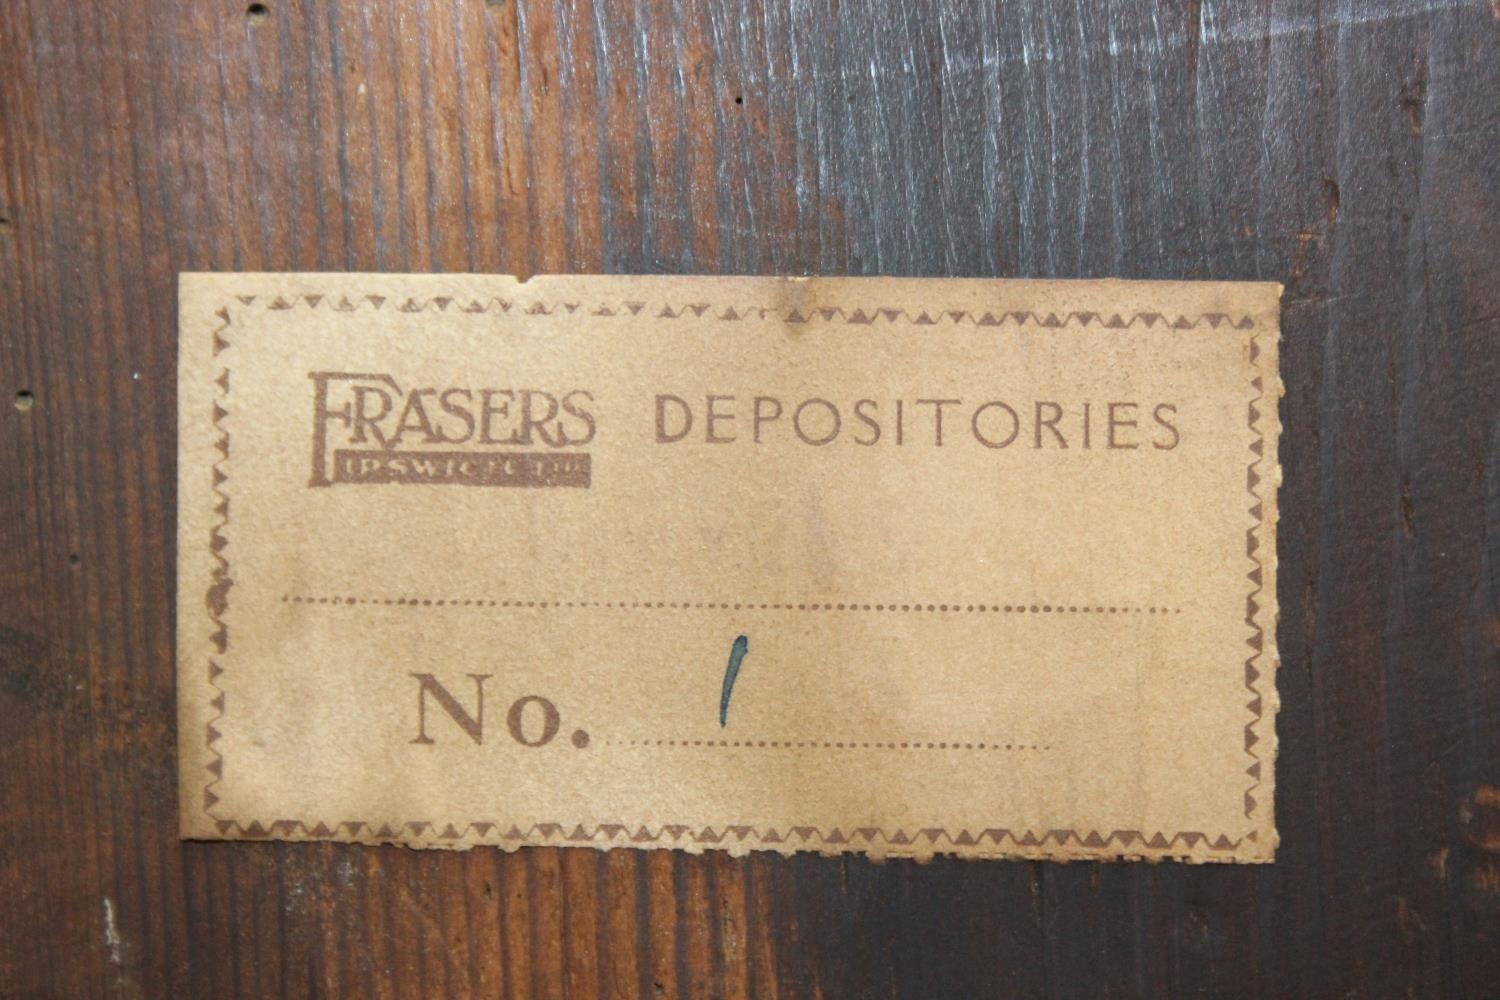 FRASERS DEPOSITORIES
IPSWICH LTD
No. 1